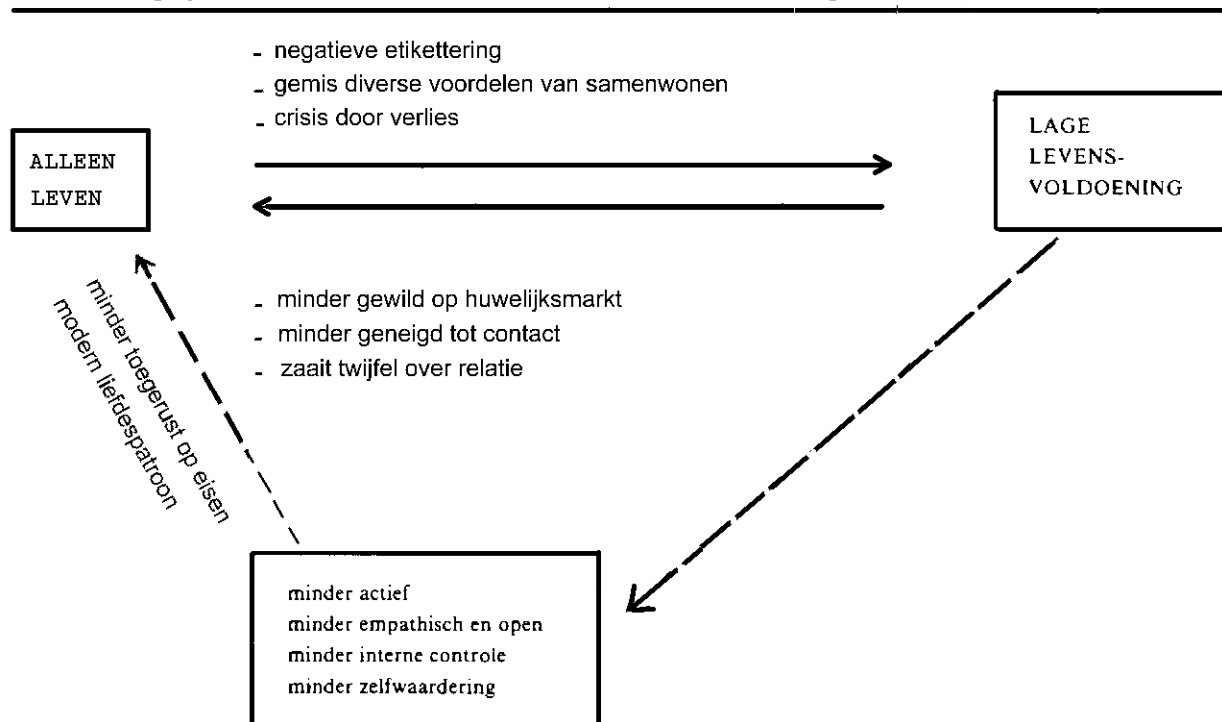 - negatieve etikettering
- gemis diverse voordelen van samenwonen
- crisis door verlies
ALLEEN
LEVEN
LAGE
LEVENS-
VOLDOENING
- minder gewild op huwelijksmarkt
- minder geneigd tot contact
- zaait twijfel over relatie
minder toegerust op eisen
modern liefdespatroon
minder actief
minder empathisch en open
minder interne controle
minder zelfwaardering